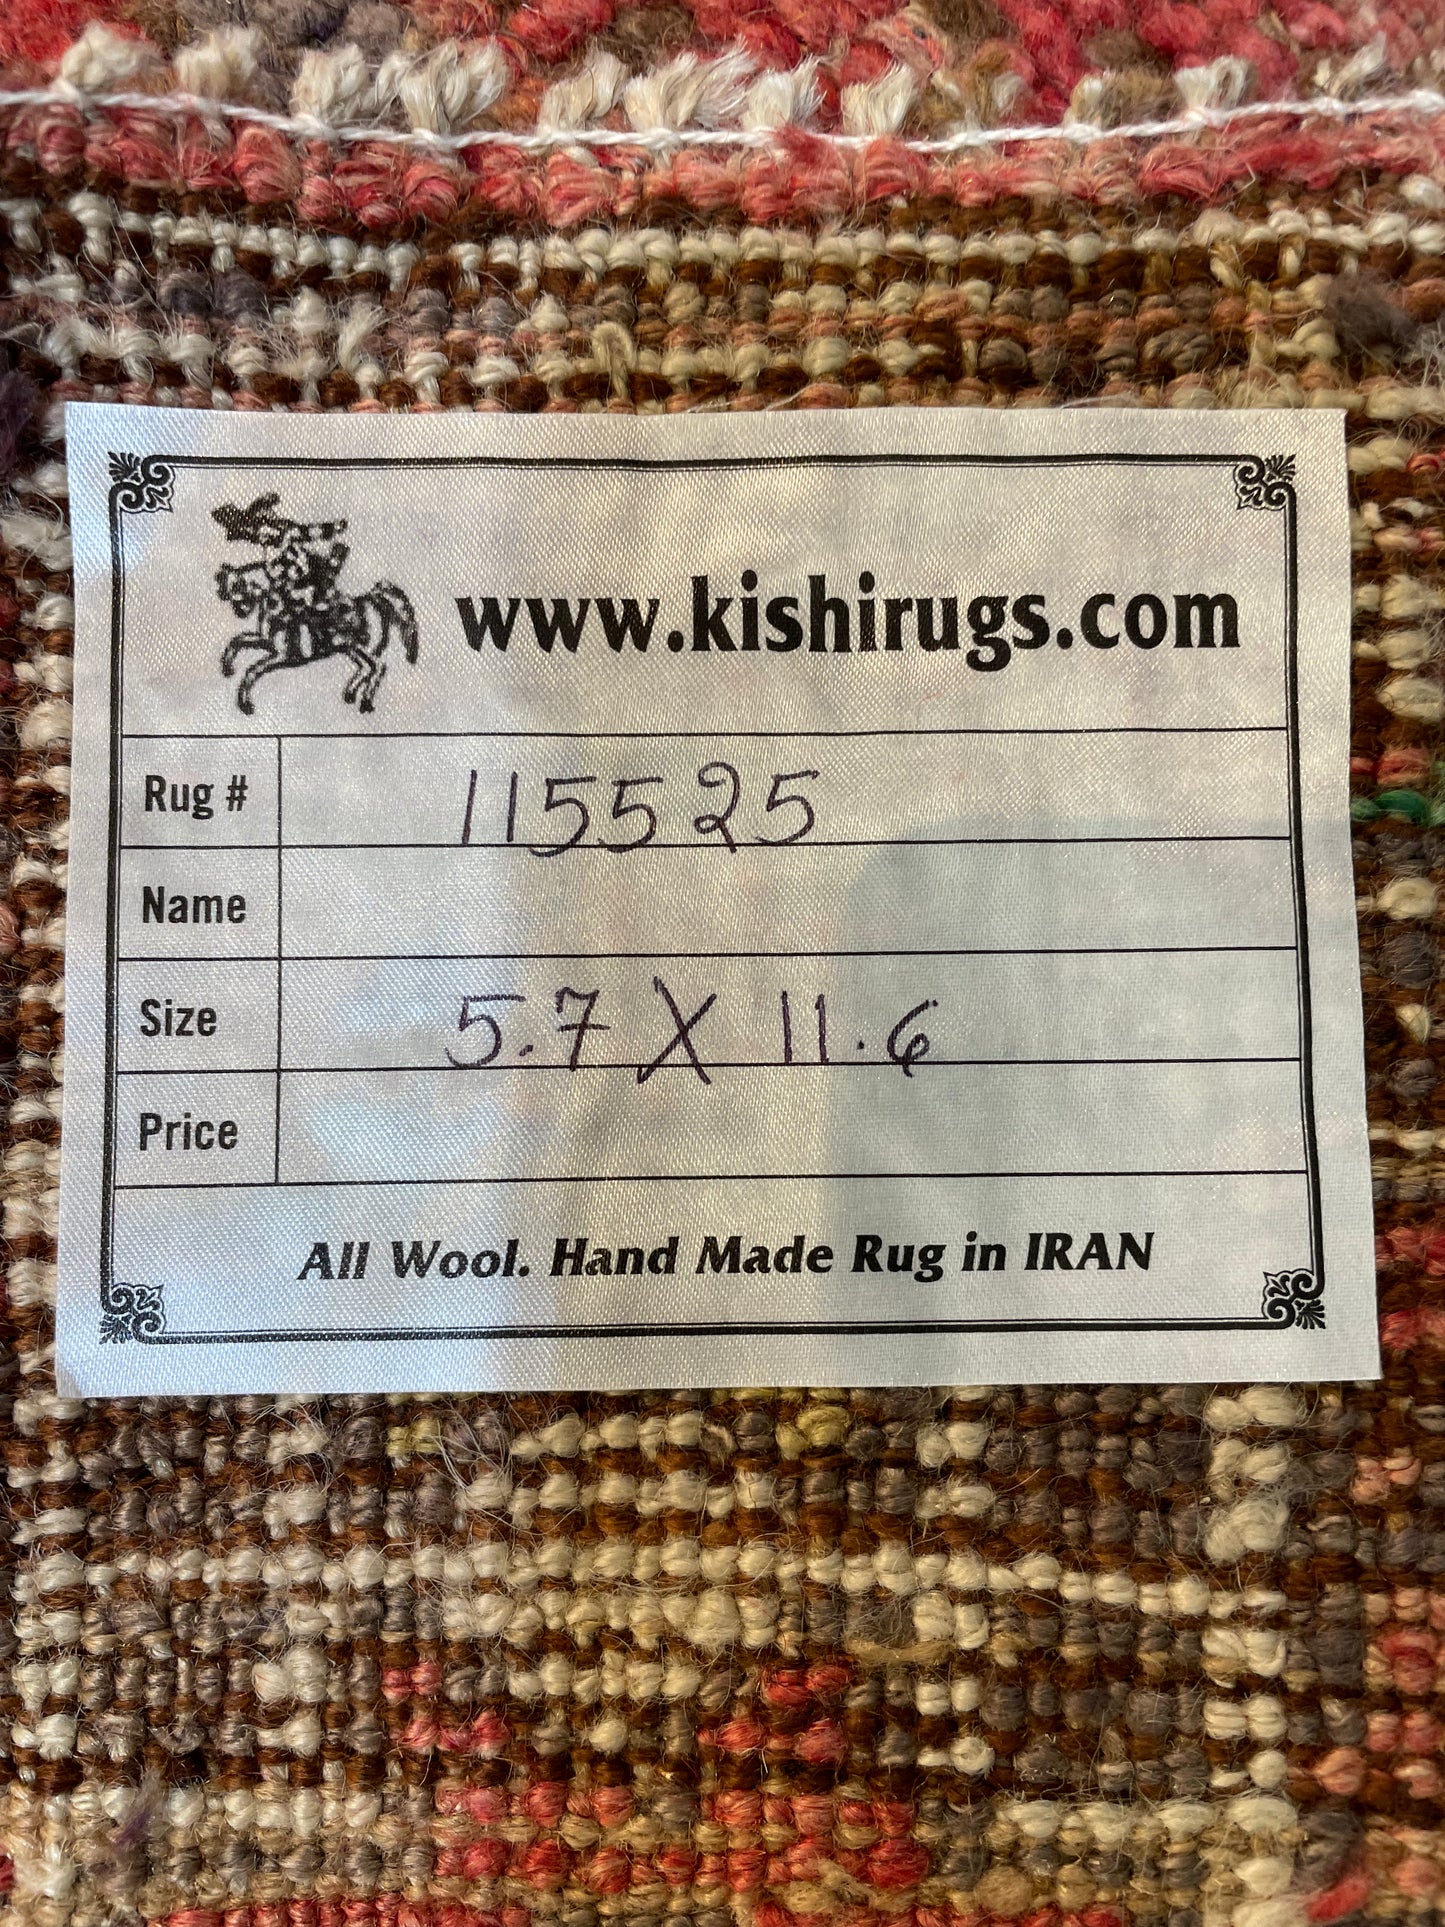 www.kishirugs.com
Rug # 115525
Name
Size 5.7 X 11.6
Price
All Wool. Hand Made Rug in IRAN